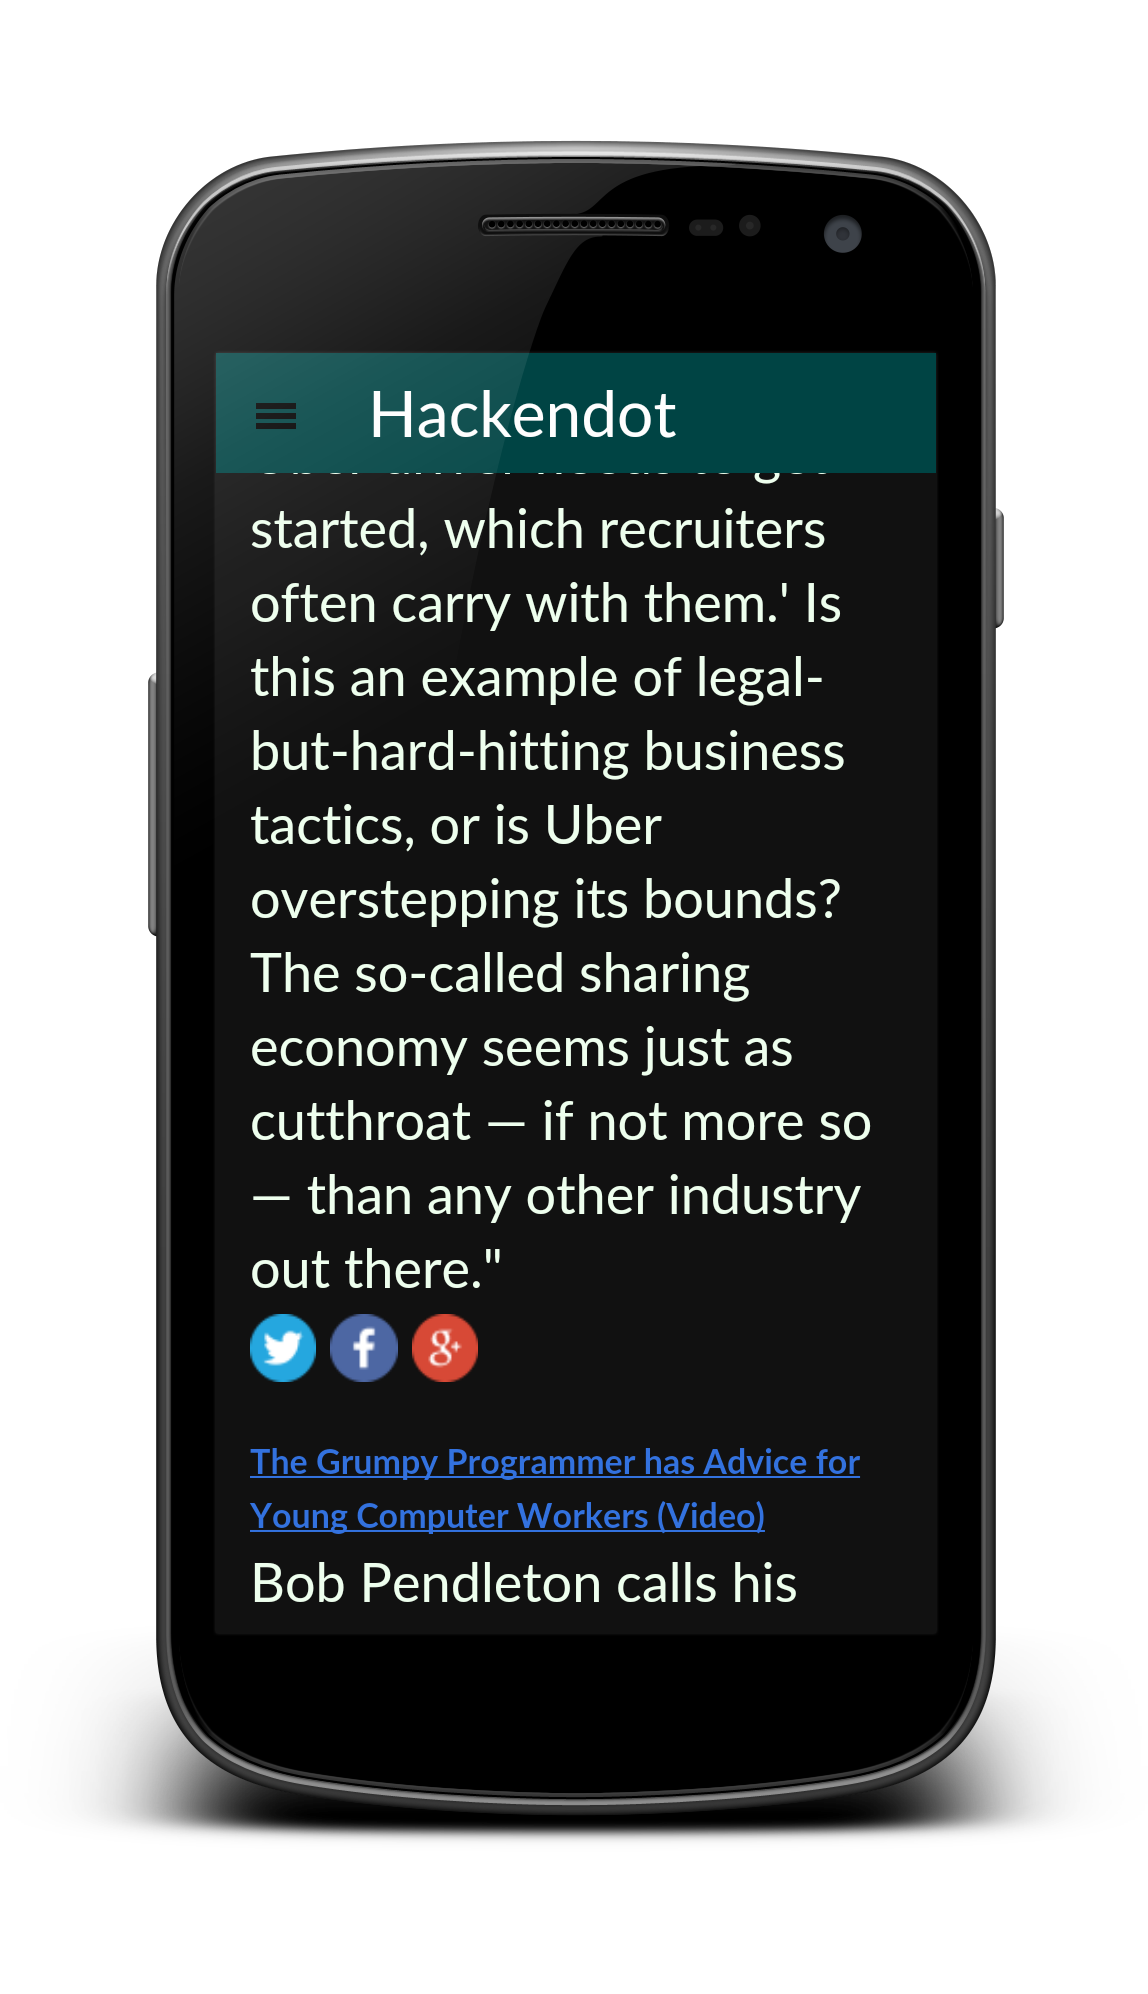 Hackendot
started, which recruiters
often carry with them.' Is
this an example of legal-
but-hard-hitting business
tactics, or is Uber
overstepping its bounds?
The so-called sharing
economy seems just as
cutthroat — if not more so
— than any other industry
out there."
The Grumpy Programmer has Advice for
Young Computer Workers (Video)
Bob Pendleton calls his